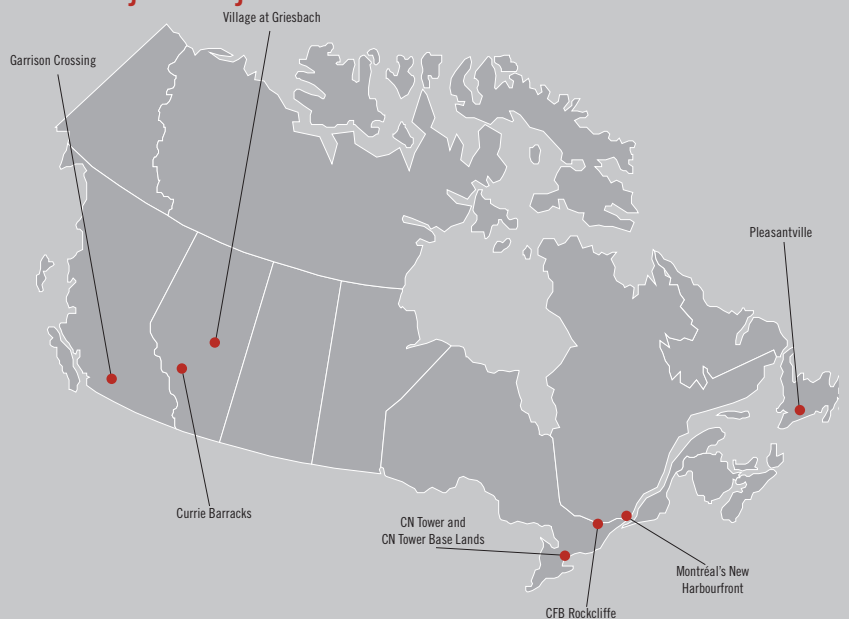 Village at Griesbach
Garrison Crossing
Pleasantville
Currie Barracks
CN Tower and
CN Tower Base Lands
Montréal's New
Harbourfront
CFB Rockcliffe